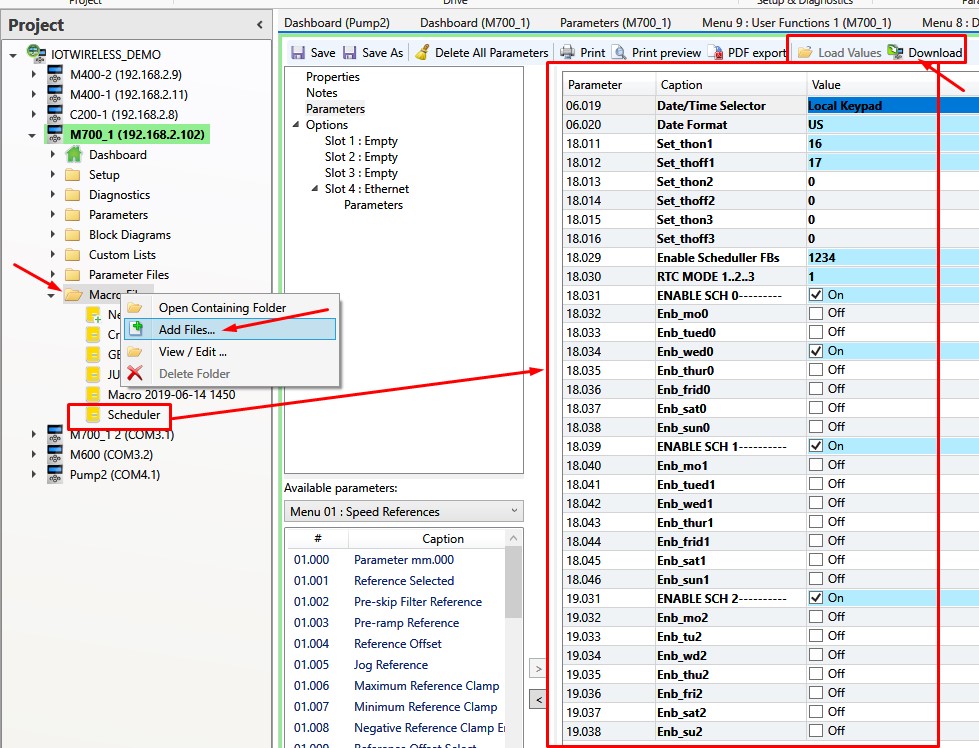 Project
Drive
Setup & Diagnostics
Project
IOTWIRELESS_DEMO
M400-2 (192.168.2.9)
M400-1 (192.168.2.11)
C200-1 (192.168.2.8)
M700_1 (192.168.2.102)
Dashboard
Setup
Diagnostics
Parameters
Block Diagrams
Custom Lists
Parameter Files
Macro
Open Containing Folder
Add Files...
View / Edit ...
Delete Folder
Macro 2019-06-14 1450
Scheduler
M700_1 2 (COM3.1)
M600 (COM3.2)
Pump2 (COM4.1)
Dashboard (Pump2) Dashboard (M700_1) Parameters (M700_1) Menu 9 : User Functions 1 (M700_1) Menu 8 : D
Save Save As Delete All Parameters Print Print preview PDF export Load Values Download
Properties
Notes
Parameters
Options
Slot 1 : Empty
Slot 2 : Empty
Slot 3 : Empty
Slot 4 : Ethernet
Parameters
Available parameters:
Menu 01 : Speed References
# Caption
01.000 Parameter mm.000
01.001 Reference Selected
01.002 Pre-skip Filter Reference
01.003 Pre-ramp Reference
01.004 Reference Offset
01.005 Jog Reference
01.006 Maximum Reference Clamp
01.007 Minimum Reference Clamp
01.008 Negative Reference Clamp E
01.009 Reference Offset Select
>
<
Parameter Caption Value
06.019 Date/Time Selector Local Keypad
06.020 Date Format US
18.011 Set_thon1 16
18.012 Set_thoff1 17
18.013 Set_thon2 0
18.014 Set_thoff2 0
18.015 Set_thon3 0
18.016 Set_thoff3 0
18.029 Enable Scheduller FBs 1234
18.030 RTC MODE 1..2..3 1
18.031 ENABLE SCH 0--------- On
18.032 Enb_mo0 Off
18.033 Enb_tued0 Off
18.034 Enb_wed0 On
18.035 Enb_thur0 Off
18.036 Enb_frid0 Off
18.037 Enb_sat0 Off
18.038 Enb_sun0 Off
18.039 ENABLE SCH 1---------- On
18.040 Enb_mo1 Off
18.041 Enb_tued1 Off
18.042 Enb_wed1 Off
18.043 Enb_thur1 Off
18.044 Enb_frid1 Off
18.045 Enb_sat1 Off
18.046 Enb_sun1 Off
19.031 ENABLE SCH 2---------- On
19.032 Enb_mo2 Off
19.033 Enb_tu2 Off
19.034 Enb_wd2 Off
19.035 Enb_thu2 Off
19.036 Enb_fri2 Off
19.037 Enb_sat2 Off
19.038 Enb_su2 Off